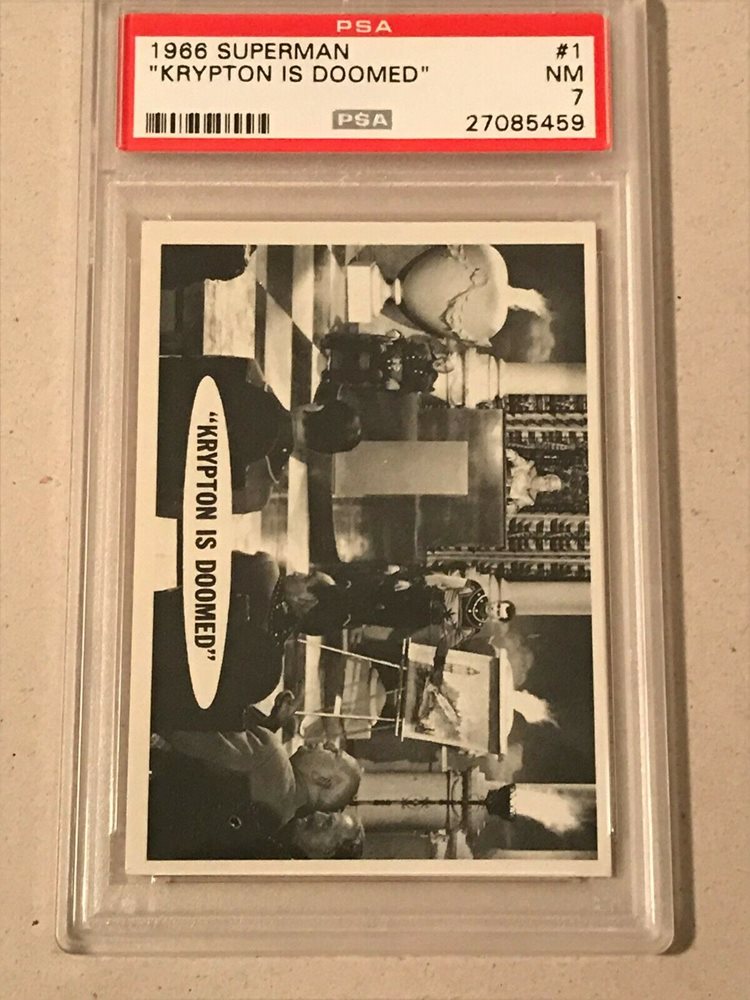 PSA
1966 SUPERMAN #1
"KRYPTON IS DOOMED" NM
7
PSA 27085459
"KRYPTON IS DOOMED"